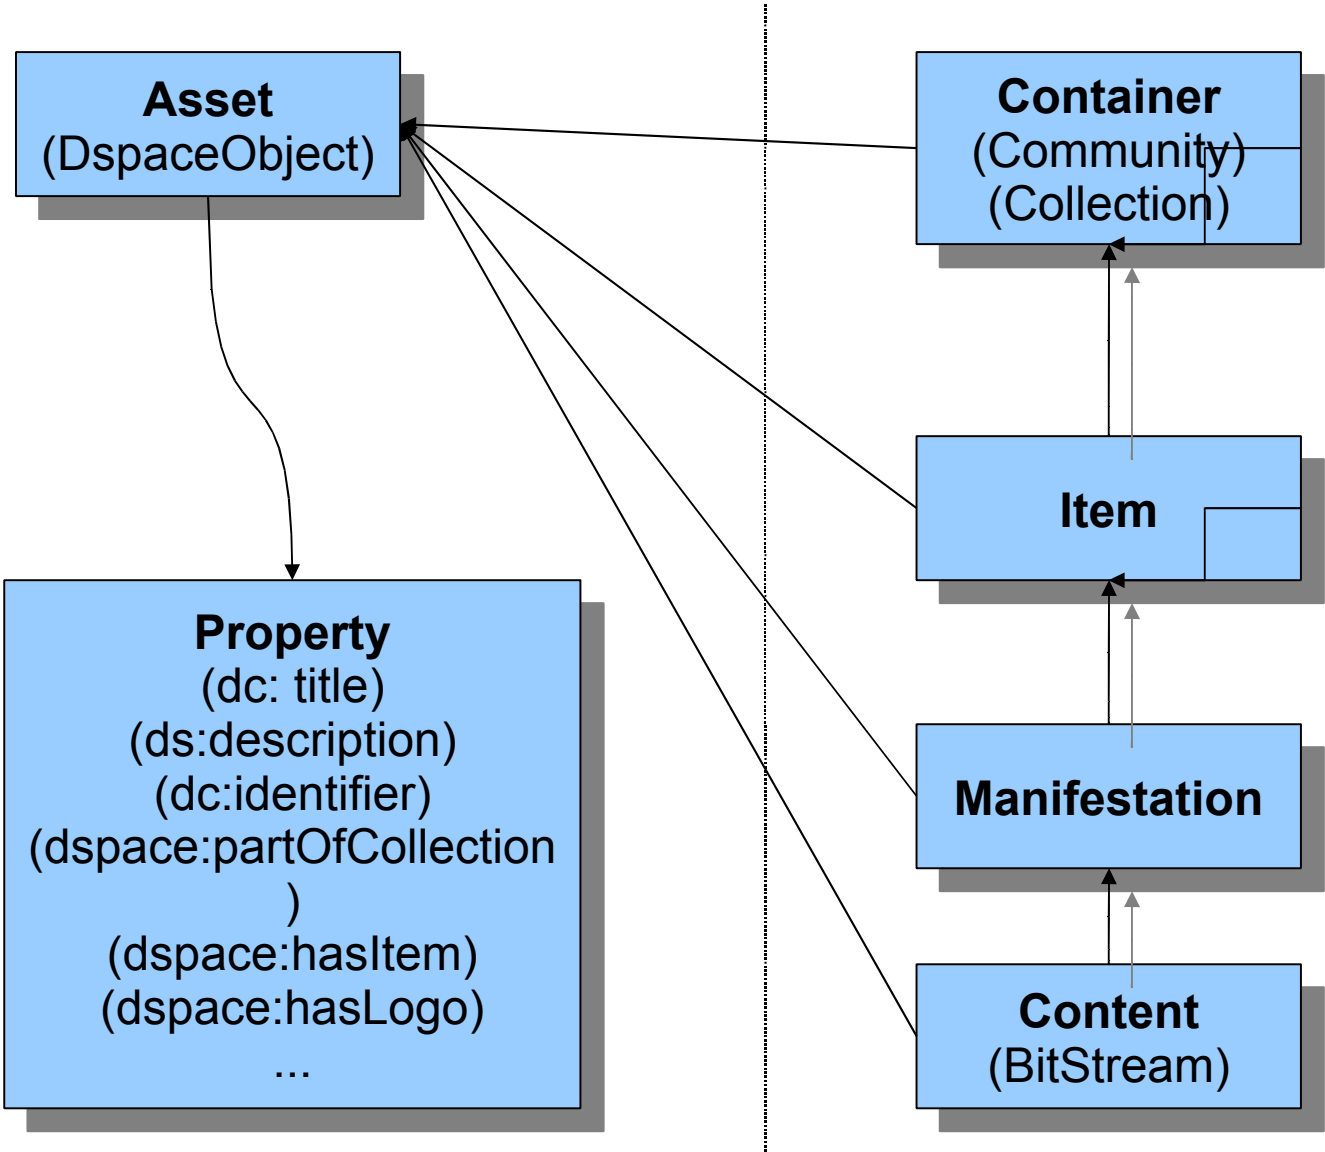 Asset
(DspaceObject)
Container
(Community)
(Collection)
Item
Property
(dc: title)
(ds:description)
(dc:identifier)
(dspace:partOfCollection
)
(dspace:hasItem)
(dspace:hasLogo)
...
Manifestation
Content
(BitStream)